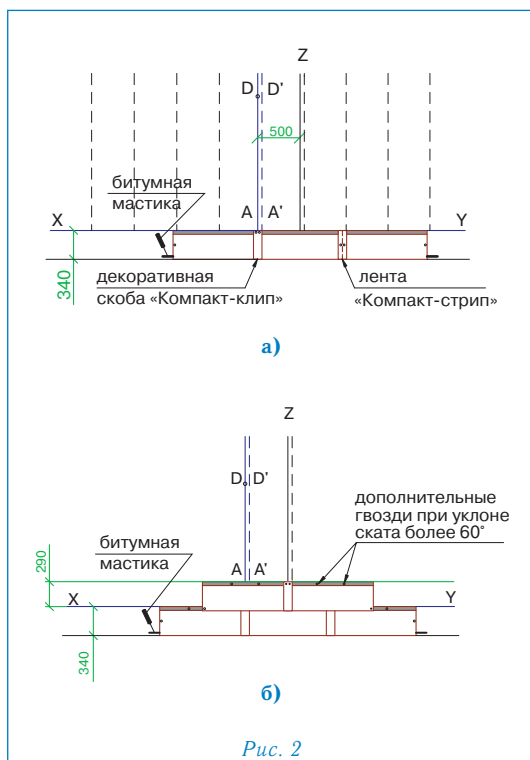 Z
D D'
500
битумная
мастика
X A A' Y
340
декоративная
скоба «Компакт-клип»
лента
«Компакт-стрип»
а)
Z
D D'
дополнительные
гвозди при уклоне
ската более 60°
битумная
мастика
290
A A'
X Y
340
б)
Рис. 2